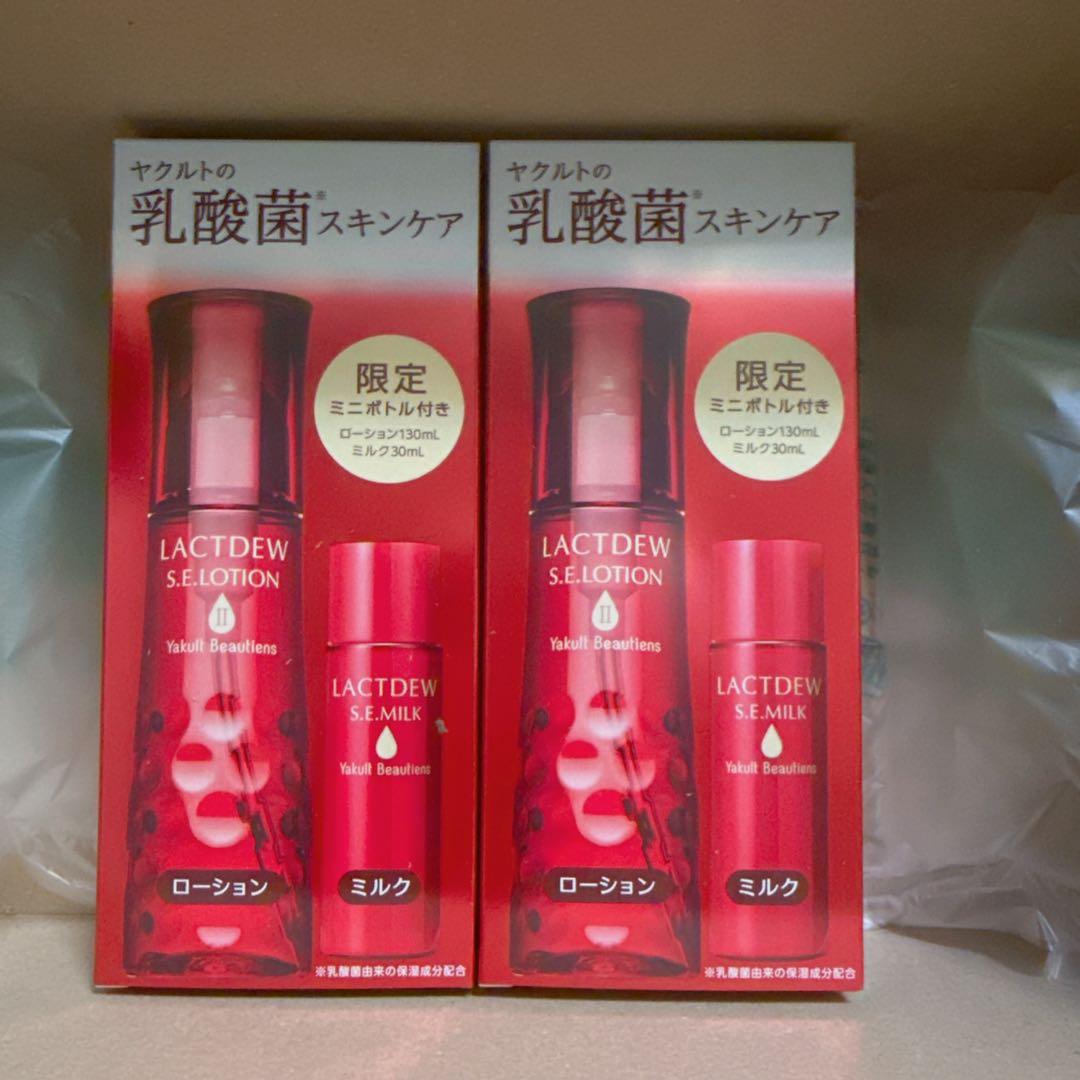 ヤクルトの
乳酸菌※スキンケア
限定
ミニボトル付き
ローション130mL
ミルク30mL
LACTDEW
S.E.LOTION
II
Yakult Beautiens
LACTDEW
S.E.MILK
Yakult Beautiens
ローション
ミルク
※乳酸菌由来の保湿成分配合
ヤクルトの
乳酸菌※スキンケア
限定
ミニボトル付き
ローション130mL
ミルク30mL
LACTDEW
S.E.LOTION
II
Yakult Beautiens
LACTDEW
S.E.MILK
Yakult Beautiens
ローション
ミルク
※乳酸菌由来の保湿成分配合